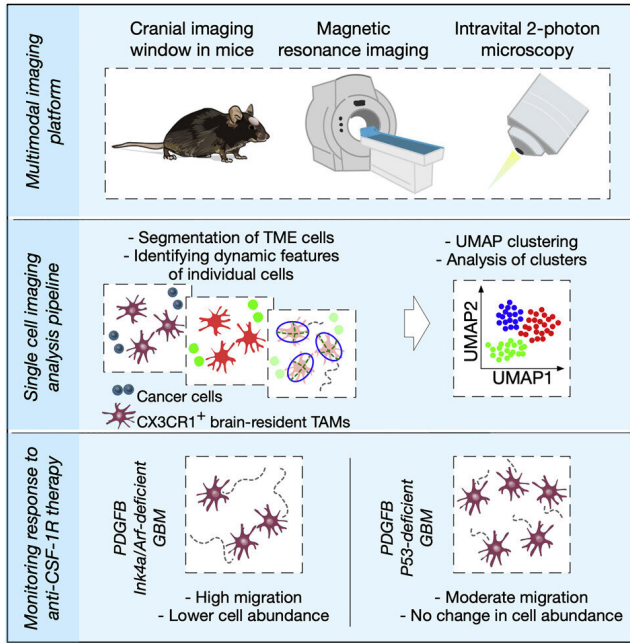 Multimodal imaging
platform
Cranial imaging
window in mice
Magnetic
resonance imaging
Intravital 2-photon
microscopy
Single cell imaging
analysis pipeline
- Segmentation of TME cells
- Identifying dynamic features
of individual cells
Cancer cells
CX3CR1⁺ brain-resident TAMs
- UMAP clustering
- Analysis of clusters
UMAP2
UMAP1
Monitoring response to
anti-CSF-1R therapy
PDGFB
Ink4a/Arf-deficient
GBM
- High migration
- Lower cell abundance
PDGFB
P53-deficient
GBM
- Moderate migration
- No change in cell abundance